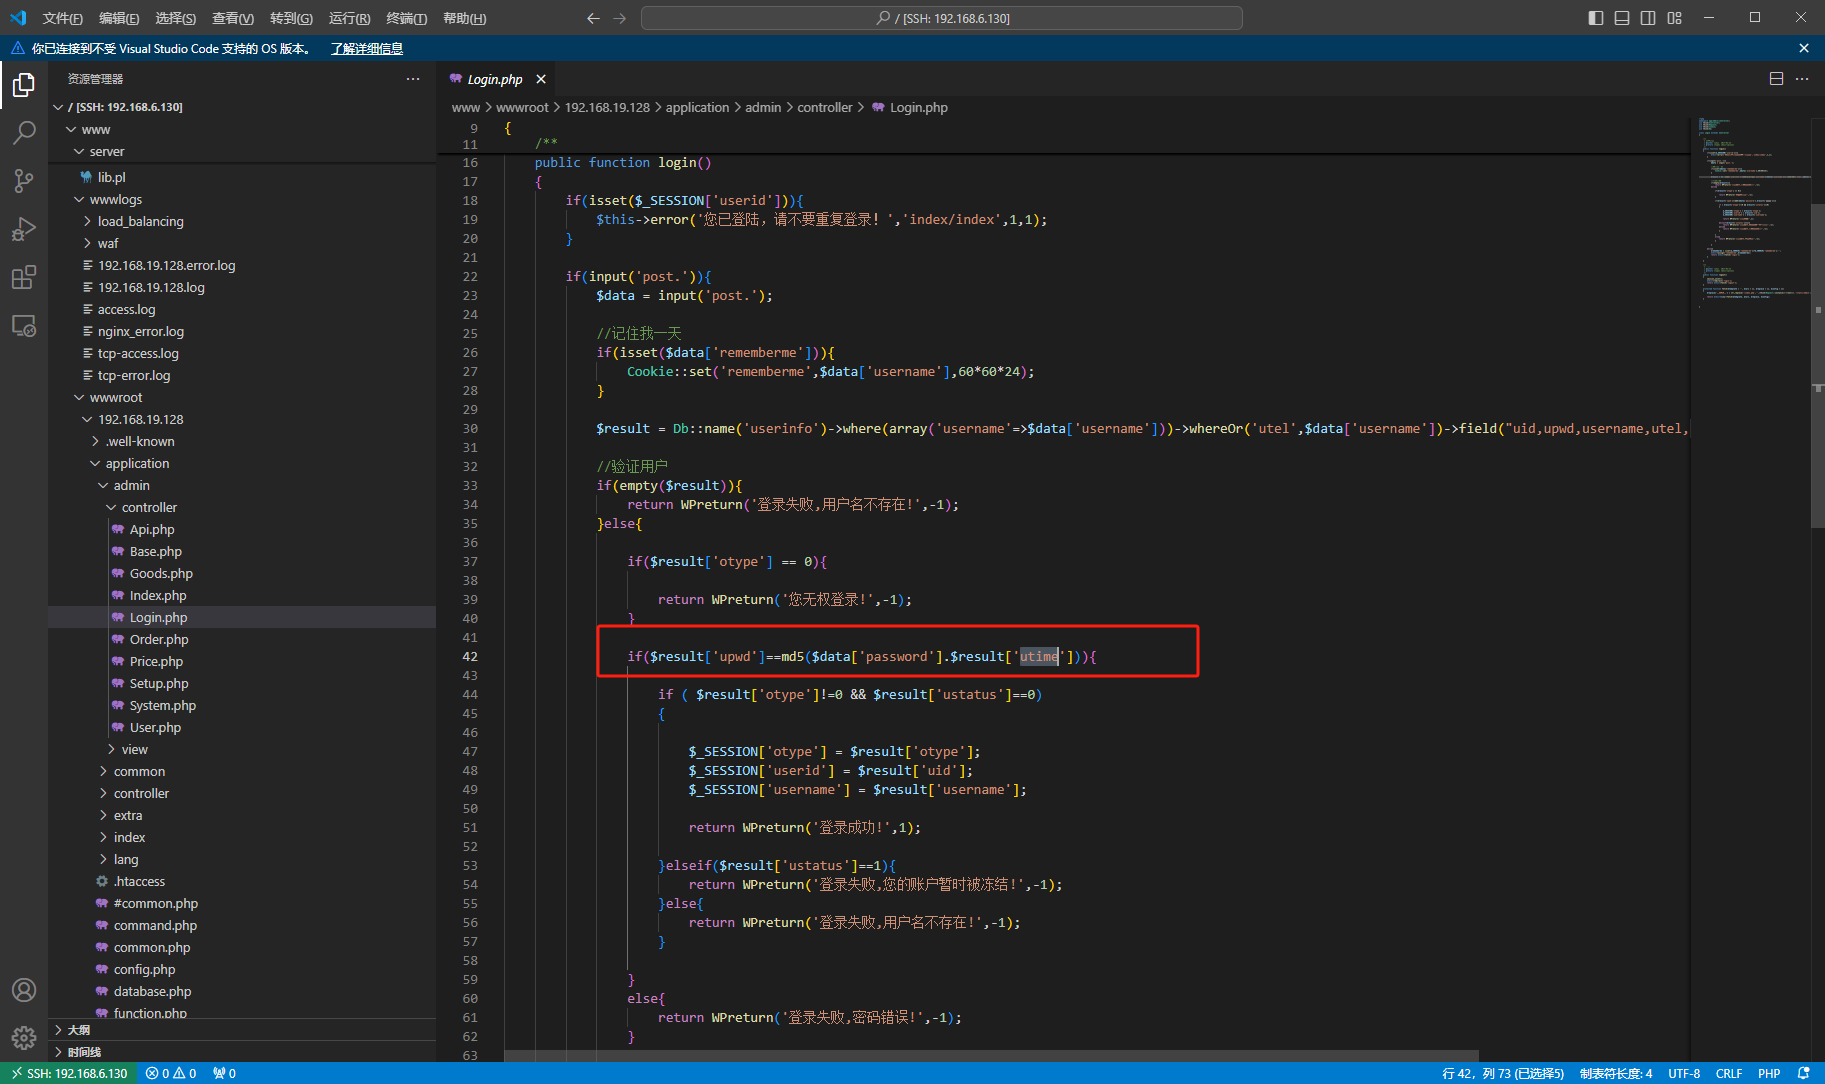 文件(F) 编辑(E) 选择(S) 查看(V) 转到(G) 运行(R) 终端(T) 帮助(H)
/ [SSH: 192.168.6.130]
你已连接到不受 Visual Studio Code 支持的 OS 版本。 了解详细信息
资源管理器
/ [SSH: 192.168.6.130]
www
server
lib.pl
wwwlogs
load_balancing
waf
192.168.19.128.error.log
192.168.19.128.log
access.log
nginx_error.log
tcp-access.log
tcp-error.log
wwwroot
192.168.19.128
.well-known
application
admin
controller
Api.php
Base.php
Goods.php
Index.php
Login.php
Order.php
Price.php
Setup.php
System.php
User.php
view
common
controller
extra
index
lang
.htaccess
#common.php
command.php
common.php
config.php
database.php
function.php
大纲
时间线
Login.php
www > wwwroot > 192.168.19.128 > application > admin > controller > Login.php
9 {
11 /**
16 public function login()
17 {
18 if(isset($_SESSION['userid'])){
19 $this->error('您已登陆，请不要重复登录！','index/index',1,1);
20 }
21
22 if(input('post.')){
23 $data = input('post.');
24
25 //记住我一天
26 if(isset($data['rememberme'])){
27 Cookie::set('rememberme',$data['username'],60*60*24);
28 }
29
30 $result = Db::name('userinfo')->where(array('username'=>$data['username']))->whereOr('utel',$data['username'])->field("uid,upwd,username,utel,
31
32 //验证用户
33 if(empty($result)){
34 return WPreturn('登录失败,用户名不存在!',-1);
35 }else{
36
37 if($result['otype'] == 0){
38
39 return WPreturn('您无权登录!',-1);
40 }
41
42 if($result['upwd']==md5($data['password'].$result['utime'])){
43
44 if ( $result['otype']!=0 && $result['ustatus']==0)
45 {
46
47 $_SESSION['otype'] = $result['otype'];
48 $_SESSION['userid'] = $result['uid'];
49 $_SESSION['username'] = $result['username'];
50
51 return WPreturn('登录成功!',1);
52
53 }elseif($result['ustatus']==1){
54 return WPreturn('登录失败,您的账户暂时被冻结!',-1);
55 }else{
56 return WPreturn('登录失败,用户名不存在!',-1);
57 }
58
59 }
60 else{
61 return WPreturn('登录失败,密码错误!',-1);
62 }
63
SSH: 192.168.6.130 0 0 0 行 42，列 73 (已选择5) 制表符长度: 4 UTF-8 CRLF PHP